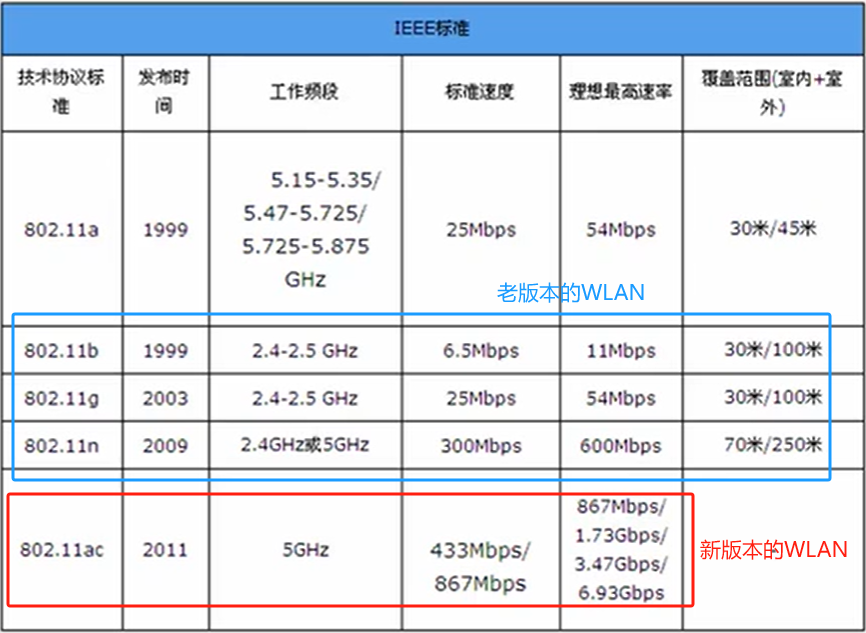 IEEE标准
技术协议标
准
发布时
间
工作频段
标准速度
理想最高速率
覆盖范围(室内+室
外)
802.11a
1999
5.15-5.35/
5.47-5.725/
5.725-5.875
GHz
25Mbps
54Mbps
30米/45米
老版本的WLAN
802.11b
1999
2.4-2.5 GHz
6.5Mbps
11Mbps
30米/100米
802.11g
2003
2.4-2.5 GHz
25Mbps
54Mbps
30米/100米
802.11n
2009
2.4GHz或5GHz
300Mbps
600Mbps
70米/250米
802.11ac
2011
5GHz
433Mbps/
867Mbps
867Mbps/
1.73Gbps/
3.47Gbps/
6.93Gbps
新版本的WLAN